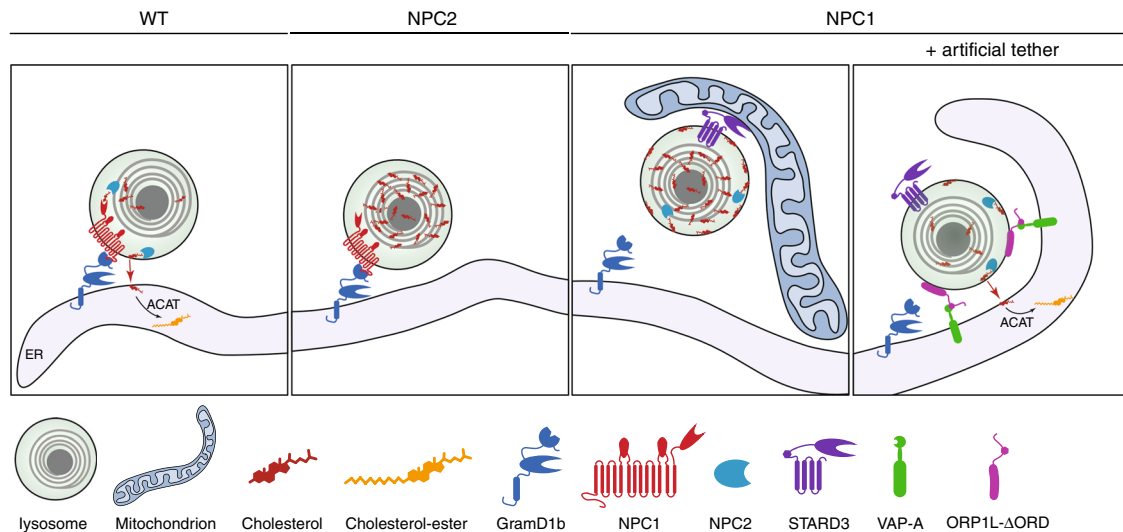 WT NPC2 NPC1
+ artificial tether
ER ACAT ACAT
lysosome Mitochondrion Cholesterol Cholesterol-ester GramD1b NPC1 NPC2 STARD3 VAP-A ORP1L-ΔORD